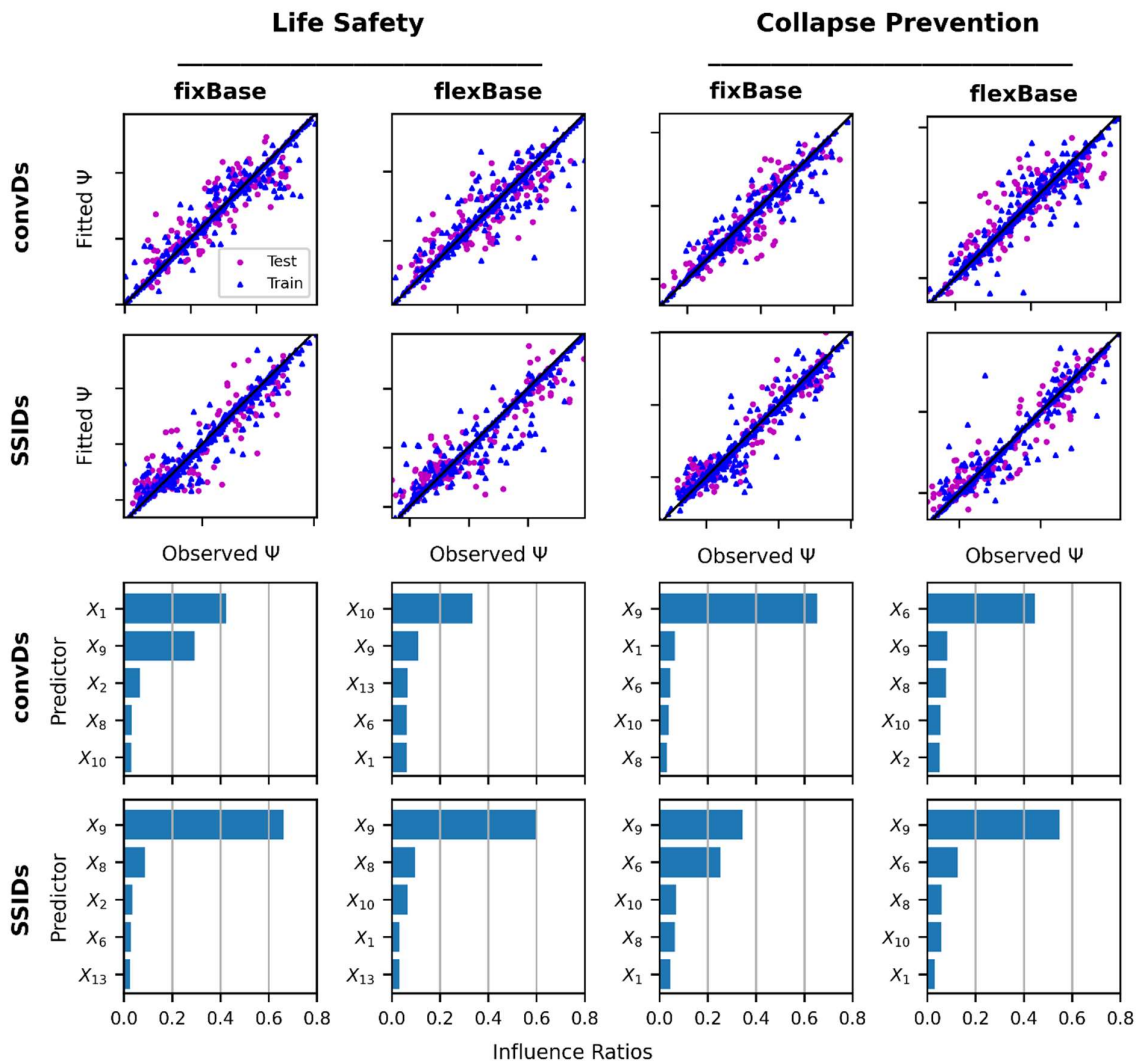 Life Safety
Collapse Prevention
fixBase
flexBase
fixBase
flexBase
convDs
Fitted Ψ
Test
Train
SSIDs
Fitted Ψ
Observed Ψ
Observed Ψ
Observed Ψ
Observed Ψ
convDs
Predictor
X₁
X₉
X₂
X₈
X₁₀
X₁₀
X₉
X₁₃
X₆
X₁
X₉
X₁
X₆
X₁₀
X₈
X₆
X₉
X₈
X₁₀
X₂
SSIDs
Predictor
X₉
X₈
X₂
X₆
X₁₃
X₉
X₈
X₁₀
X₁
X₁₃
X₉
X₆
X₁₀
X₈
X₁
X₉
X₆
X₈
X₁₀
X₁
0.0 0.2 0.4 0.6 0.8
0.0 0.2 0.4 0.6 0.8
0.0 0.2 0.4 0.6 0.8
0.0 0.2 0.4 0.6 0.8
Influence Ratios